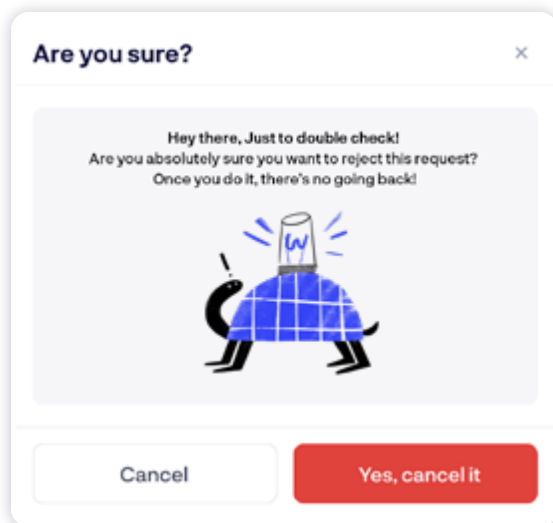 Are you sure?
×
Hey there, Just to double check!
Are you absolutely sure you want to reject this request?
Once you do it, there's no going back!
Cancel
Yes, cancel it